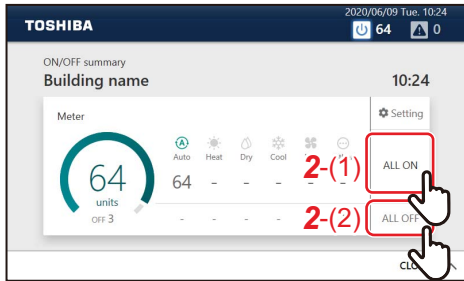 2020/06/09 Tue. 10:24
TOSHIBA
64 0
ON/OFF summary
Building name 10:24
Meter
Setting
A
Auto Heat Dry Cool
64 - - - - -
64
units
OFF 3
- - - - -
2-(1)
ALL ON
2-(2)
ALL OFF